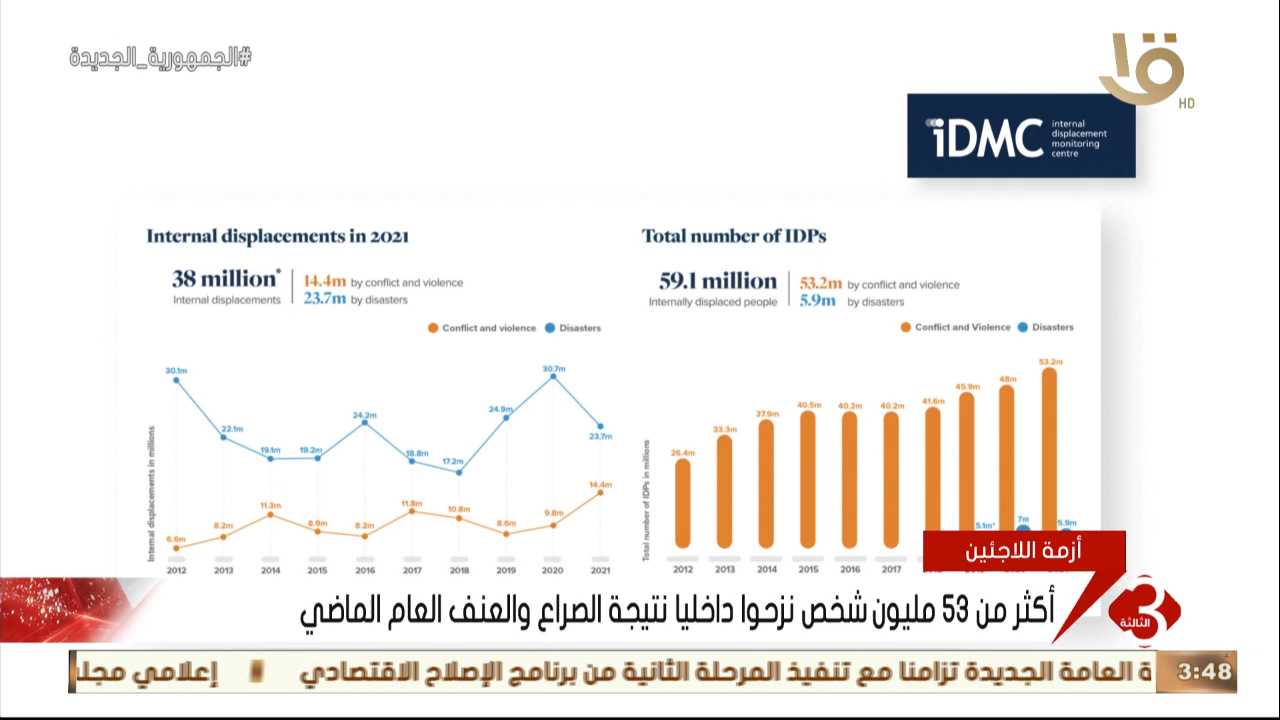 #الجمهورية_الجديدة
HD
iDMC
internal
displacement
monitoring
centre
Internal displacements in 2021
38 million*
Internal displacements
14.4m by conflict and violence
23.7m by disasters
Conflict and violence Disasters
30.1m
22.1m
19.1m
19.2m
24.2m
18.8m
17.2m
24.9m
30.7m
23.7m
6.6m
8.2m
11.3m
8.9m
8.2m
11.8m
10.8m
8.6m
9.8m
14.4m
Internal displacements in millions
2012 2013 2014 2015 2016 2017 2018 2019 2020 2021
Total number of IDPs
59.1 million
Internally displaced people
53.2m by conflict and violence
5.9m by disasters
Conflict and Violence Disasters
26.4m
33.3m
37.9m
40.5m
40.2m
40.2m
41.6m
45.9m
48m
53.2m
5.1m*
7m
5.9m
Total number of IDPs in millions
2012 2013 2014 2015 2016 2017
أزمة اللاجئين
أكثر من 53 مليون شخص نزحوا داخليا نتيجة الصراع والعنف العام الماضي
3
الثالثة
ة العامة الجديدة تزامنا مع تنفيذ المرحلة الثانية من برنامج الإصلاح الاقتصادي إعلامي مجلـ
3:48